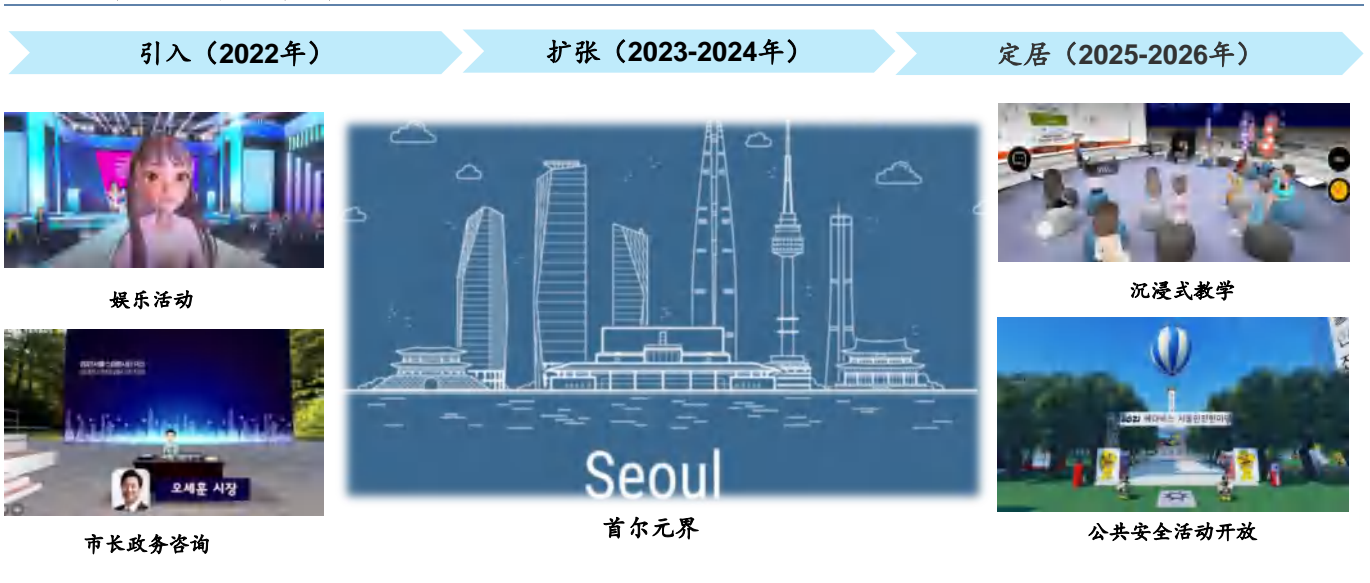 引入（2022年）
扩张（2023-2024年）
定居（2025-2026年）
娱乐活动
오세훈 시장
市长政务咨询
Seoul
首尔元界
沉浸式教学
公共安全活动开放